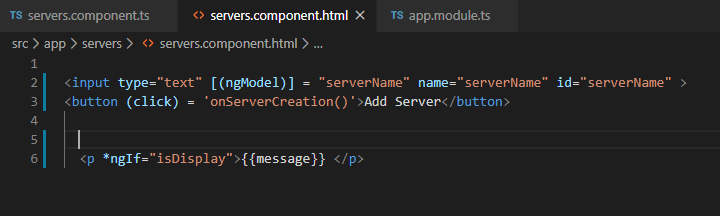 TS servers.component.ts <> servers.component.html × TS app.module.ts
src > app > servers > <> servers.component.html > ...
1
2 <input type="text" [(ngModel)] = "serverName" name="serverName" id="serverName" >
3 <button (click) = 'onServerCreation()'>Add Server</button>
4
5
6 <p *ngIf="isDisplay">{{message}} </p>